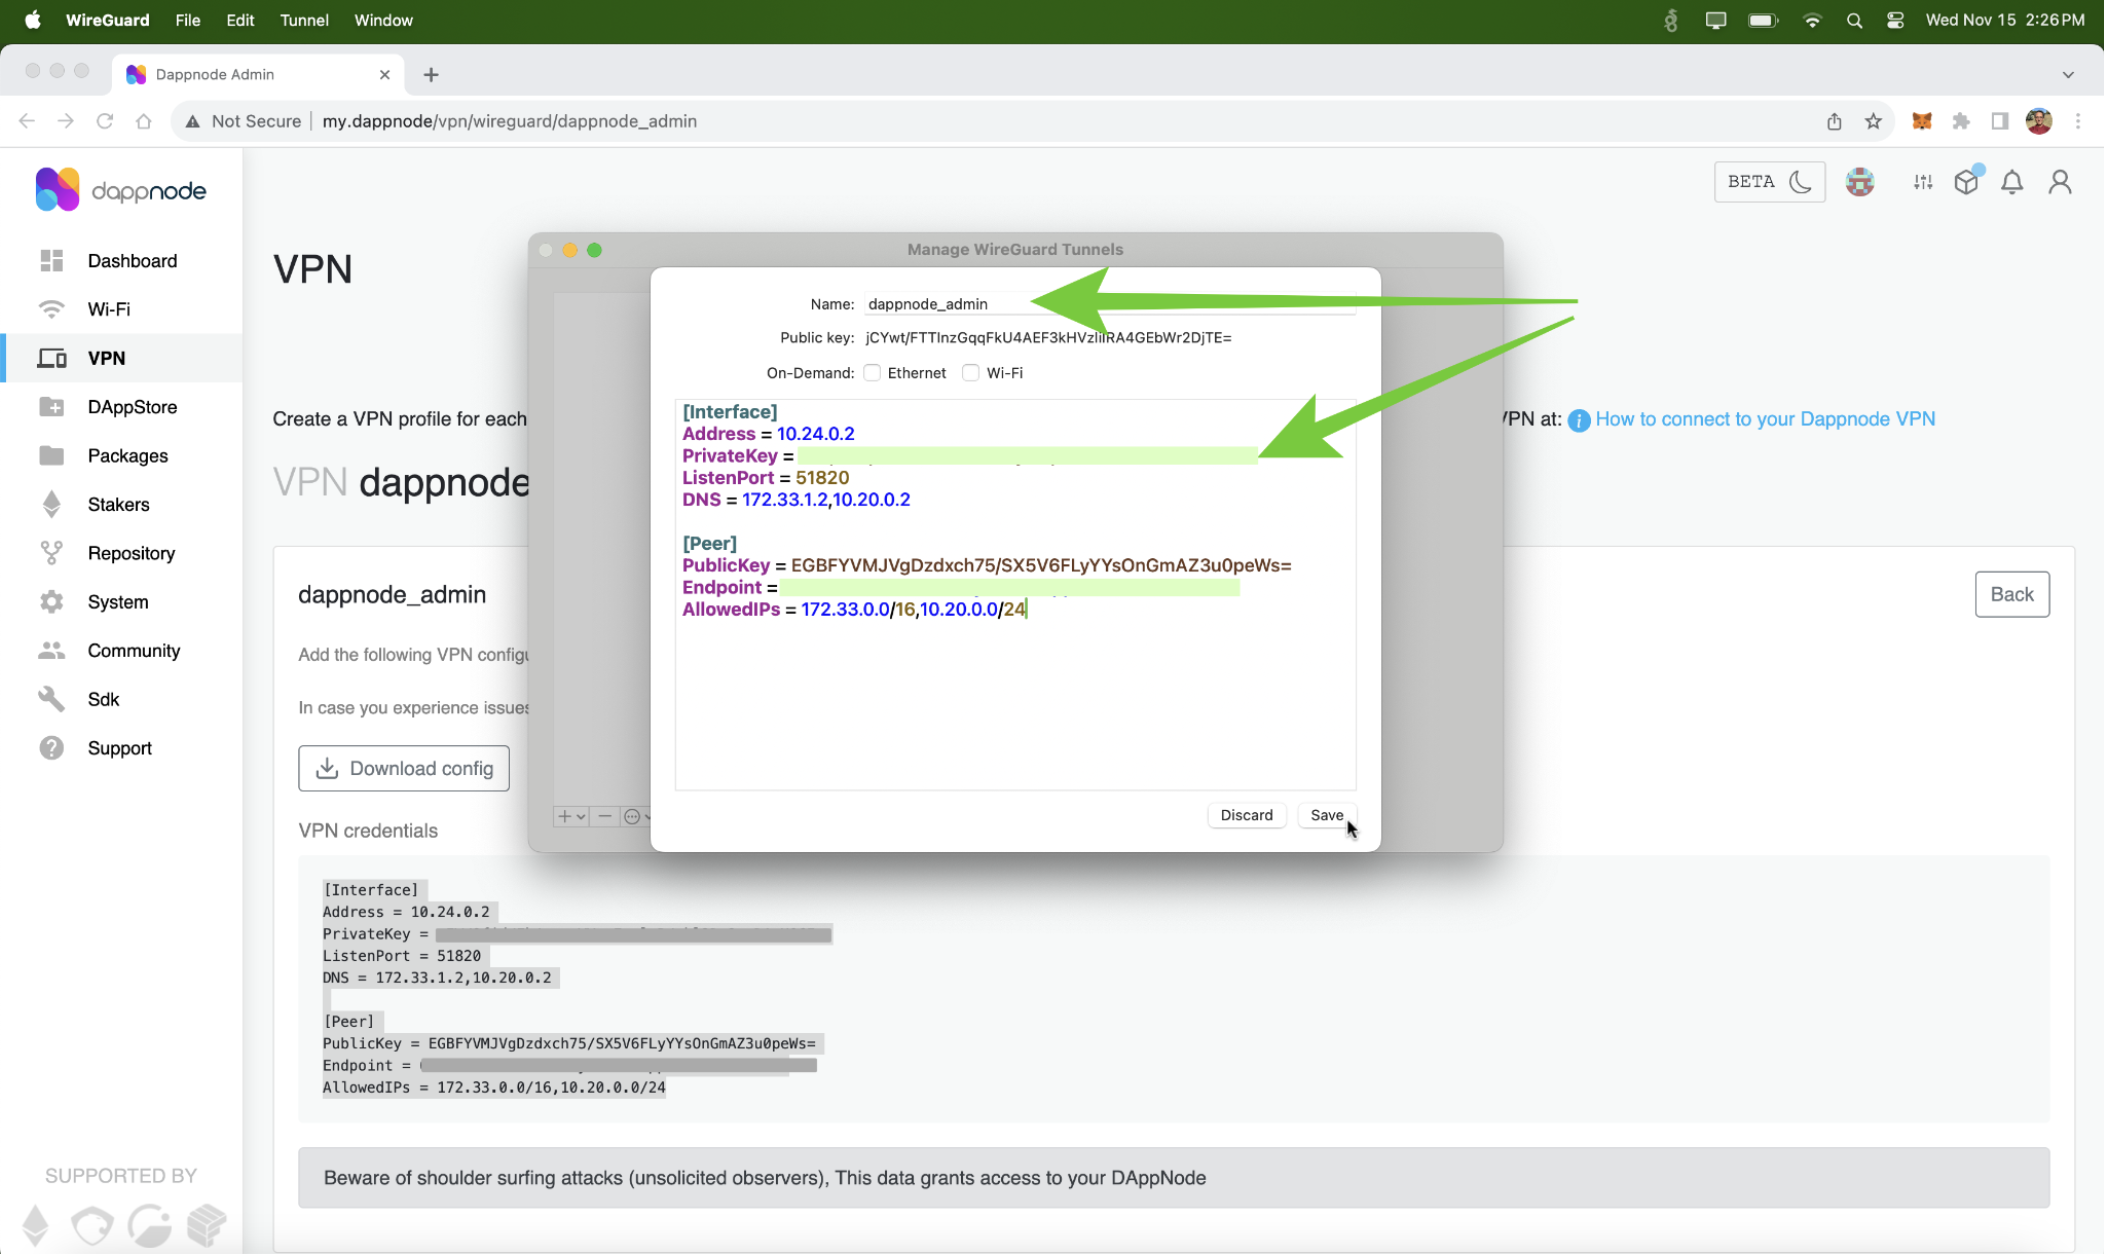 WireGuard File Edit Tunnel Window Wed Nov 15 2:26 PM
Dappnode Admin
Not Secure my.dappnode/vpn/wireguard/dappnode_admin
dappnode
BETA
Dashboard
Wi-Fi
VPN
DAppStore
Packages
Stakers
Repository
System
Community
Sdk
Support
SUPPORTED BY
VPN
Create a VPN profile for each
VPN at: How to connect to your Dappnode VPN
VPN dappnode
dappnode_admin
Back
Add the following VPN configu
In case you experience issues
Download config
VPN credentials
[Interface]
Address = 10.24.0.2
PrivateKey =
ListenPort = 51820
DNS = 172.33.1.2,10.20.0.2
[Peer]
PublicKey = EGBFYVMJVgDzdxch75/SX5V6FLyYYsOnGmAZ3u0peWs=
Endpoint =
AllowedIPs = 172.33.0.0/16,10.20.0.0/24
Beware of shoulder surfing attacks (unsolicited observers), This data grants access to your DAppNode
Manage WireGuard Tunnels
Name: dappnode_admin
Public key:
On-Demand: Ethernet Wi-Fi
[Interface]
Address = 10.24.0.2
PrivateKey =
ListenPort = 51820
DNS = 172.33.1.2,10.20.0.2
[Peer]
PublicKey = EGBFYVMJVgDzdxch75/SX5V6FLyYYsOnGmAZ3u0peWs=
Endpoint =
AllowedIPs = 172.33.0.0/16,10.20.0.0/24
Discard Save